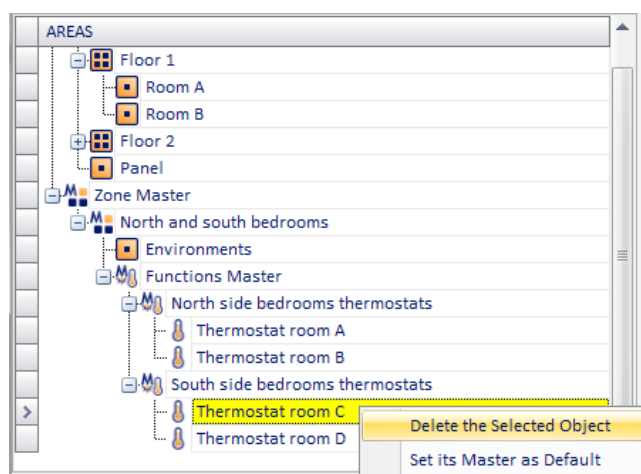 AREAS
Floor 1
Room A
Room B
Floor 2
Panel
M Zone Master
M North and south bedrooms
Environments
M Functions Master
M North side bedrooms thermostats
Thermostat room A
Thermostat room B
M South side bedrooms thermostats
Thermostat room C
Delete the Selected Object
Thermostat room D
Set its Master as Default